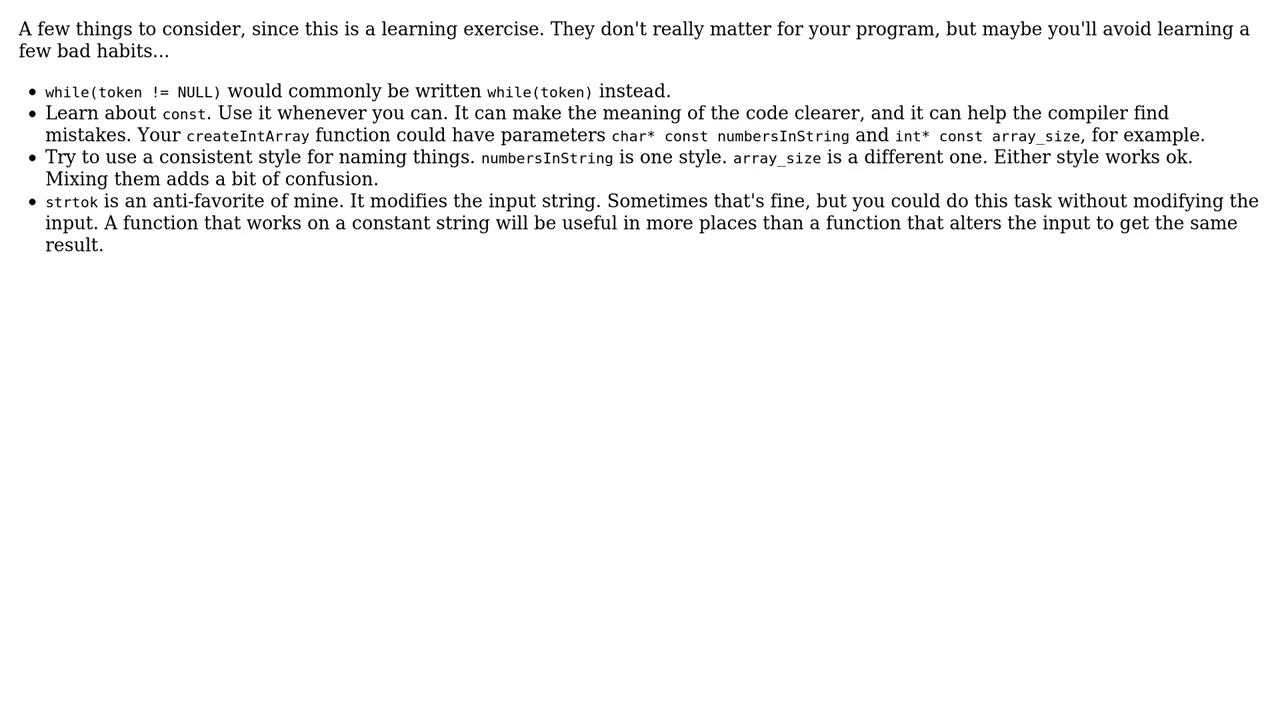 A few things to consider, since this is a learning exercise. They don't really matter for your program, but maybe you'll avoid learning a
few bad habits...
• while(token != NULL) would commonly be written while(token) instead.
• Learn about const. Use it whenever you can. It can make the meaning of the code clearer, and it can help the compiler find
mistakes. Your createIntArray function could have parameters char* const numbersInString and int* const array_size, for example.
• Try to use a consistent style for naming things. numbersInString is one style. array_size is a different one. Either style works ok.
Mixing them adds a bit of confusion.
• strtok is an anti-favorite of mine. It modifies the input string. Sometimes that's fine, but you could do this task without modifying the
input. A function that works on a constant string will be useful in more places than a function that alters the input to get the same
result.